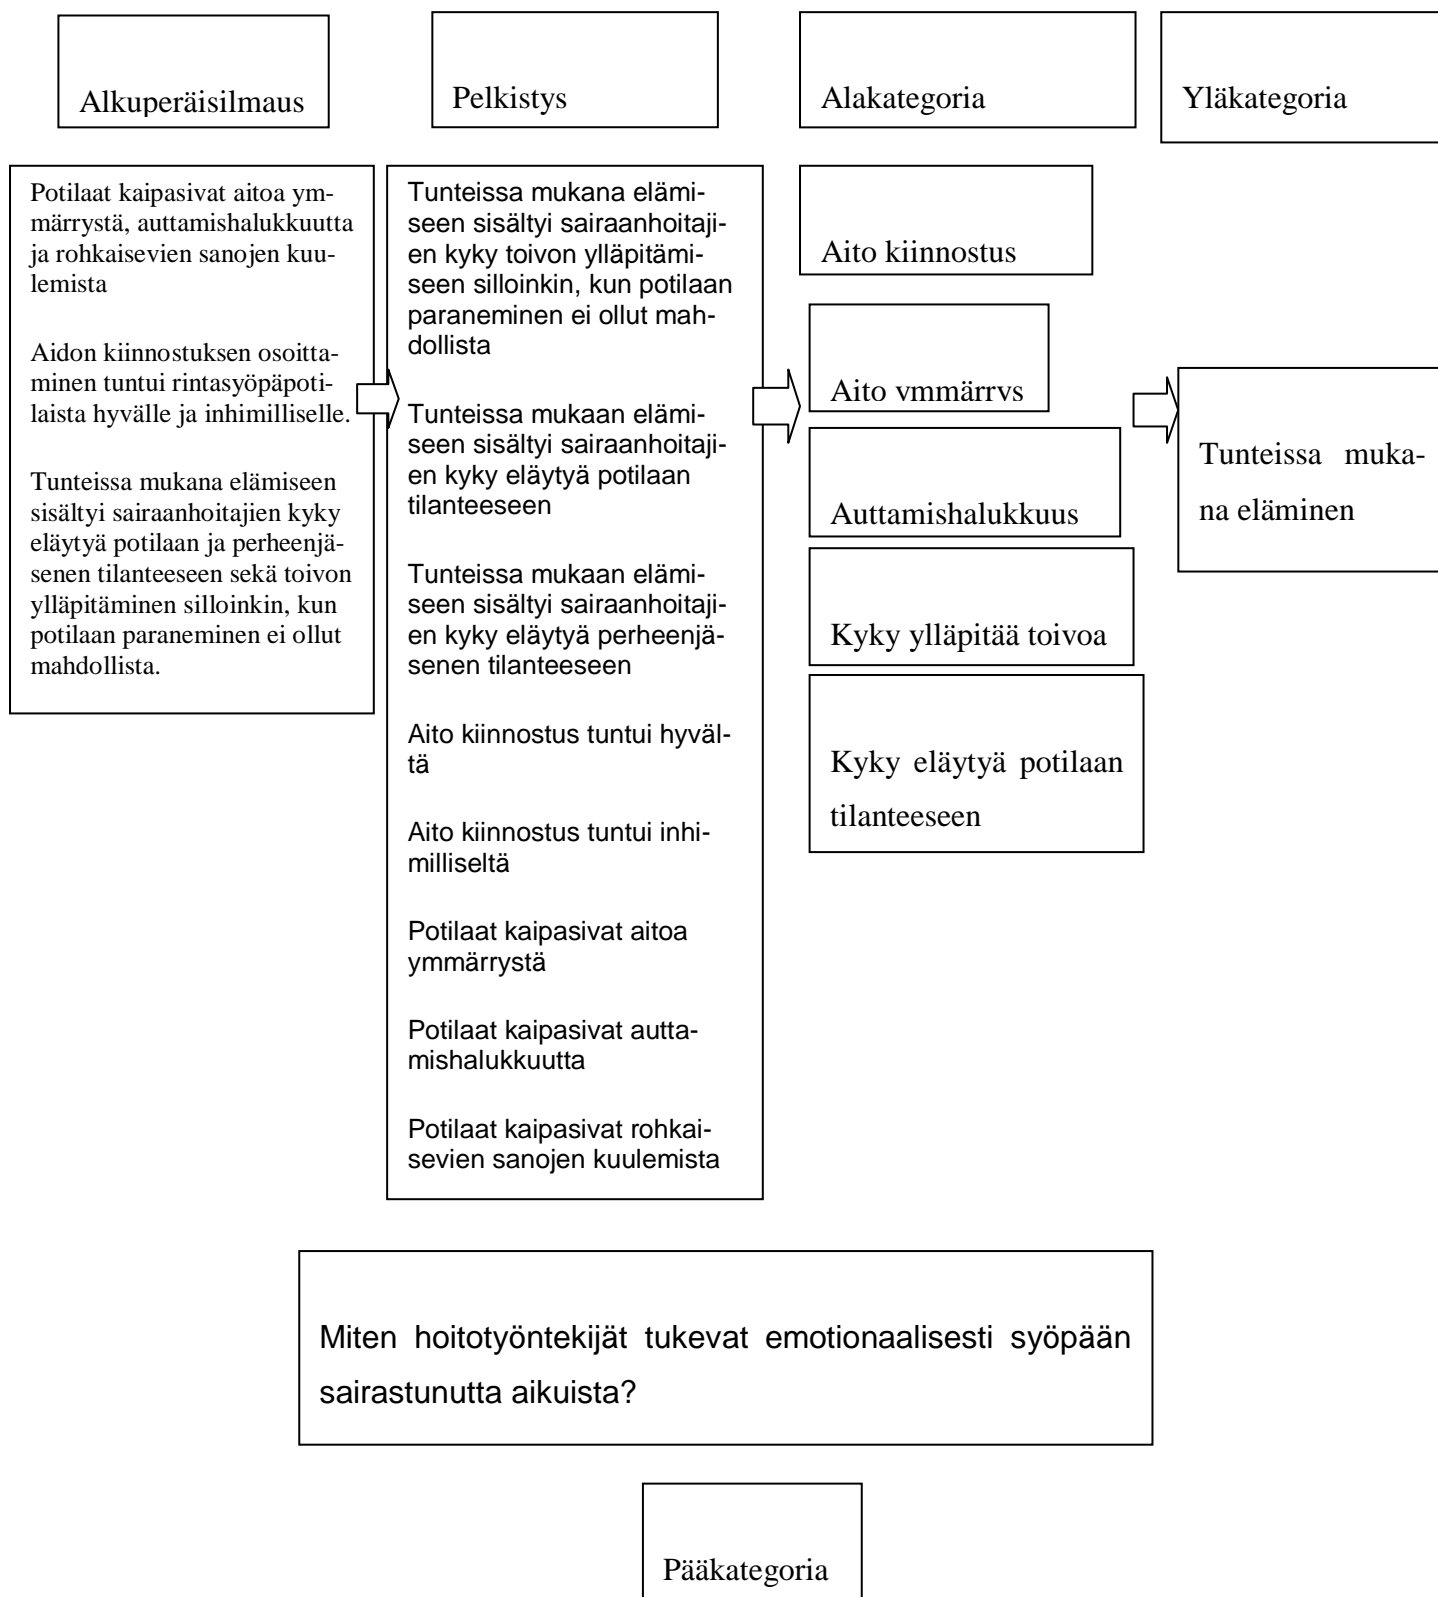 Alkuperäisilmaus
Pelkistys
Alakategoria
Yläkategoria
Potilaat kaipasivat aitoa ym-
märrystä, auttamishalukkuutta
ja rohkaisevien sanojen kuu-
lemista
Aidon kiinnostuksen osoitta-
minen tuntui rintasyöpäpoti-
laista hyvälle ja inhimilliselle.
Tunteissa mukana elämiseen
sisältyi sairaanhoitajien kyky
eläytyä potilaan ja perheenjä-
senen tilanteeseen sekä toivon
ylläpitäminen silloinkin, kun
potilaan paraneminen ei ollut
mahdollista.
Tunteissa mukana elämi-
seen sisältyi sairaanhoitaji-
en kyky toivon ylläpitämi-
seen silloinkin, kun potilaan
paraneminen ei ollut mah-
dollista
Tunteissa mukaan elämi-
seen sisältyi sairaanhoitaji-
en kyky eläytyä potilaan
tilanteeseen
Tunteissa mukaan elämi-
seen sisältyi sairaanhoitaji-
en kyky eläytyä perheenjä-
senen tilanteeseen
Aito kiinnostus tuntui hyväl-
tä
Aito kiinnostus tuntui inhi-
milliseltä
Potilaat kaipasivat aitoa
ymmärrystä
Potilaat kaipasivat autta-
mishalukkuutta
Potilaat kaipasivat rohkai-
sevien sanojen kuulemista
Aito kiinnostus
Aito ymmärrys
Auttamishalukkuus
Kyky ylläpitää toivoa
Kyky eläytyä potilaan
tilanteeseen
Tunteissa muka-
na eläminen
Miten hoitotyöntekijät tukevat emotionaalisesti syöpään
sairastunutta aikuista?
Pääkategoria